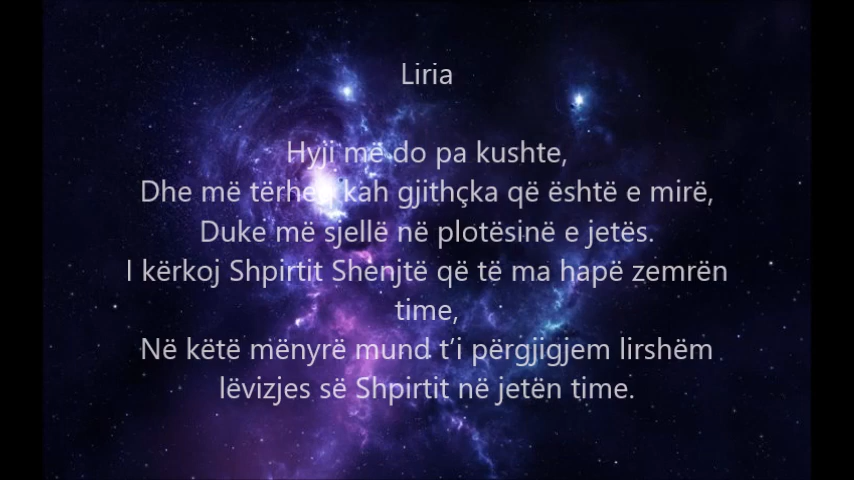 Liria
Hyji më do pa kushte,
Dhe më tërheq kah gjithçka që është e mirë,
Duke më sjellë në plotësinë e jetës.
I kërkoj Shpirtit Shenjtë që të ma hapë zemrën
time,
Në këtë mënyrë mund t’i përgjigjem lirshëm
lëvizjes së Shpirtit në jetën time.